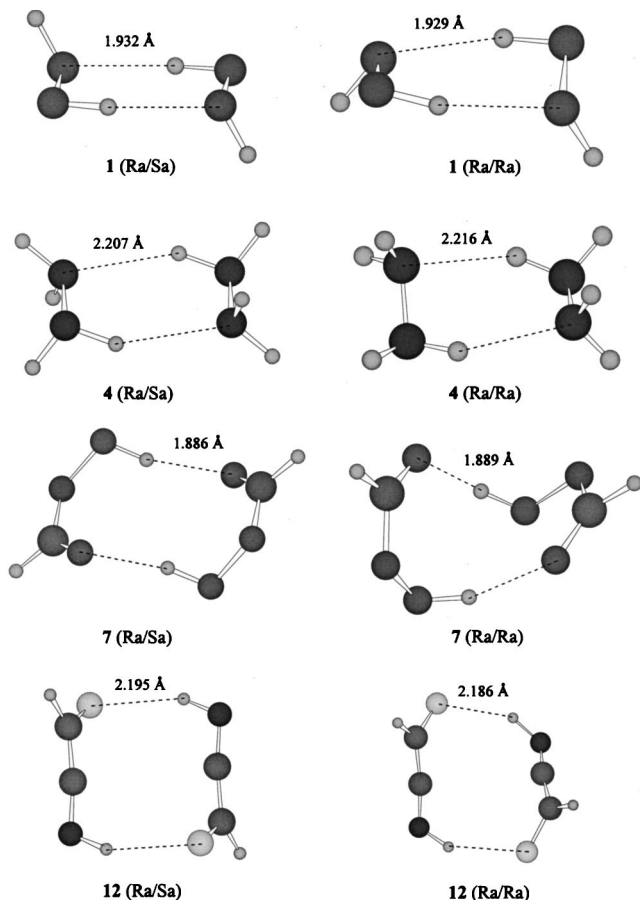 1.932 Å
1.929 Å
1 (Ra/Sa)
1 (Ra/Ra)
2.207 Å
2.216 Å
4 (Ra/Sa)
4 (Ra/Ra)
1.886 Å
1.889 Å
7 (Ra/Sa)
7 (Ra/Ra)
2.195 Å
2.186 Å
12 (Ra/Sa)
12 (Ra/Ra)